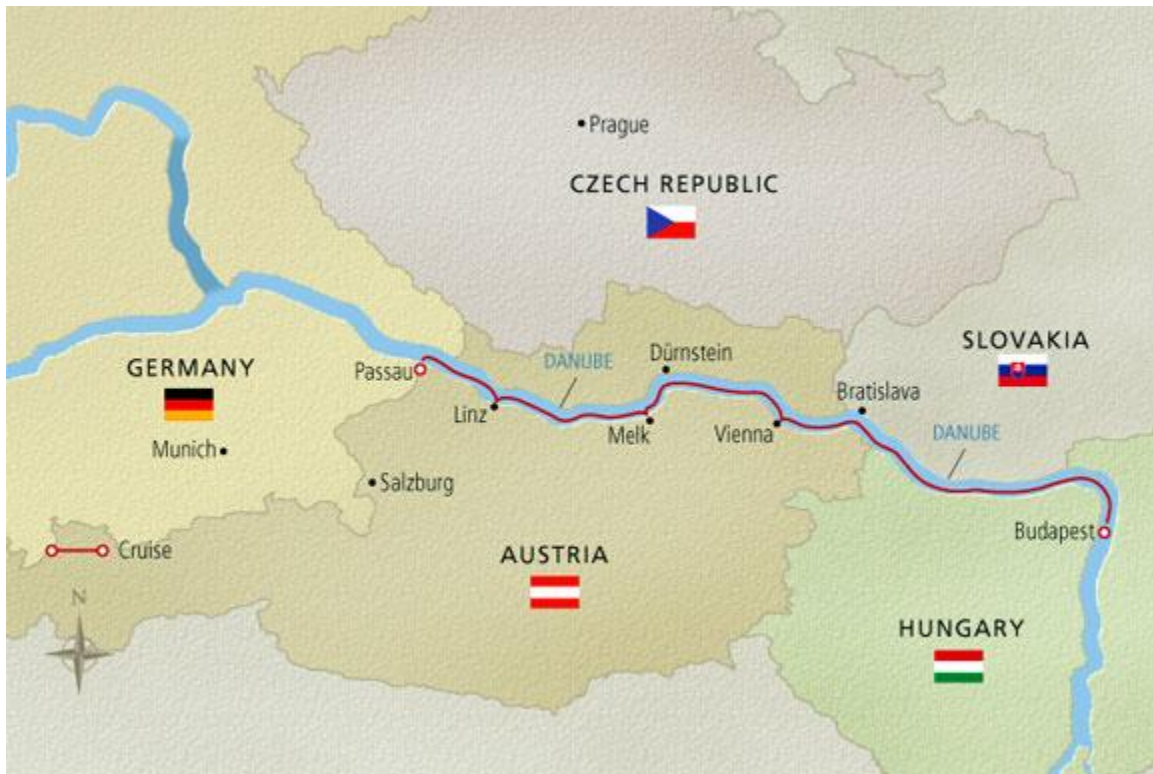 Prague
CZECH REPUBLIC
SLOVAKIA
Dürnstein
DANUBE
GERMANY
Passau
Bratislava
Linz
Melk
Vienna
DANUBE
Munich
Salzburg
Budapest
Cruise
AUSTRIA
N
HUNGARY